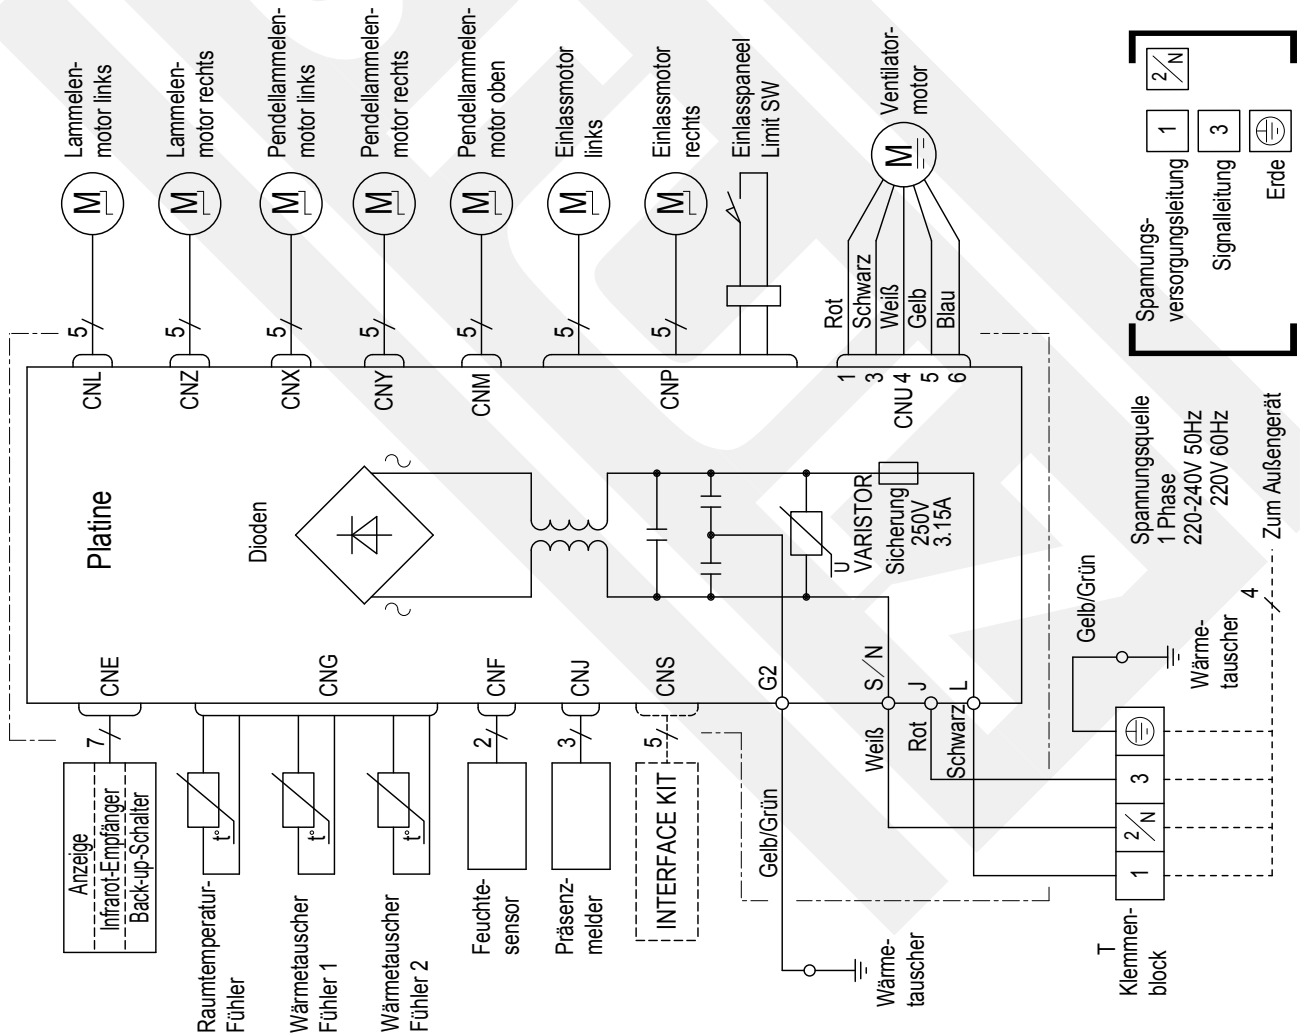 Lammelen-
motor links
Lammelen-
motor rechts
Pendellammelen-
motor links
Pendellammelen-
motor rechts
Pendellammelen-
motor oben
Einlassmotor
links
Einlassmotor
rechts
Einlasspaneel
Limit SW
Ventilator-
motor
M
M
M
M
M
M
M
M
5
5
5
5
5
5
5
Rot
Schwarz
Weiß
Gelb
Blau
CNL
CNZ
CNX
CNY
CNM
CNP
1
3
CNU 4
5
6
Platine
Dioden
U
VARISTOR
Sicherung
250V
3.15A
CNE
CNG
CNF
CNJ
CNS
G2
S/N
J
L
7
2
3
5
Weiß
Rot
Schwarz
Gelb/Grün
Anzeige
Infrarot-Empfänger
Back-up-Schalter
t°
t°
t°
INTERFACE KIT
Raumtemperatur-
Fühler
Wärmetauscher
Fühler 1
Wärmetauscher
Fühler 2
Feuchte-
sensor
Präsenz-
melder
Wärme-
tauscher
T
Klemmen-
block
1
2/N
3
Gelb/Grün
Wärme-
tauscher
4
Zum Außengerät
Spannungsquelle
1 Phase
220-240V 50Hz
220V 60Hz
Spannungs-
versorgungsleitung
1
2/N
Signalleitung
3
Erde